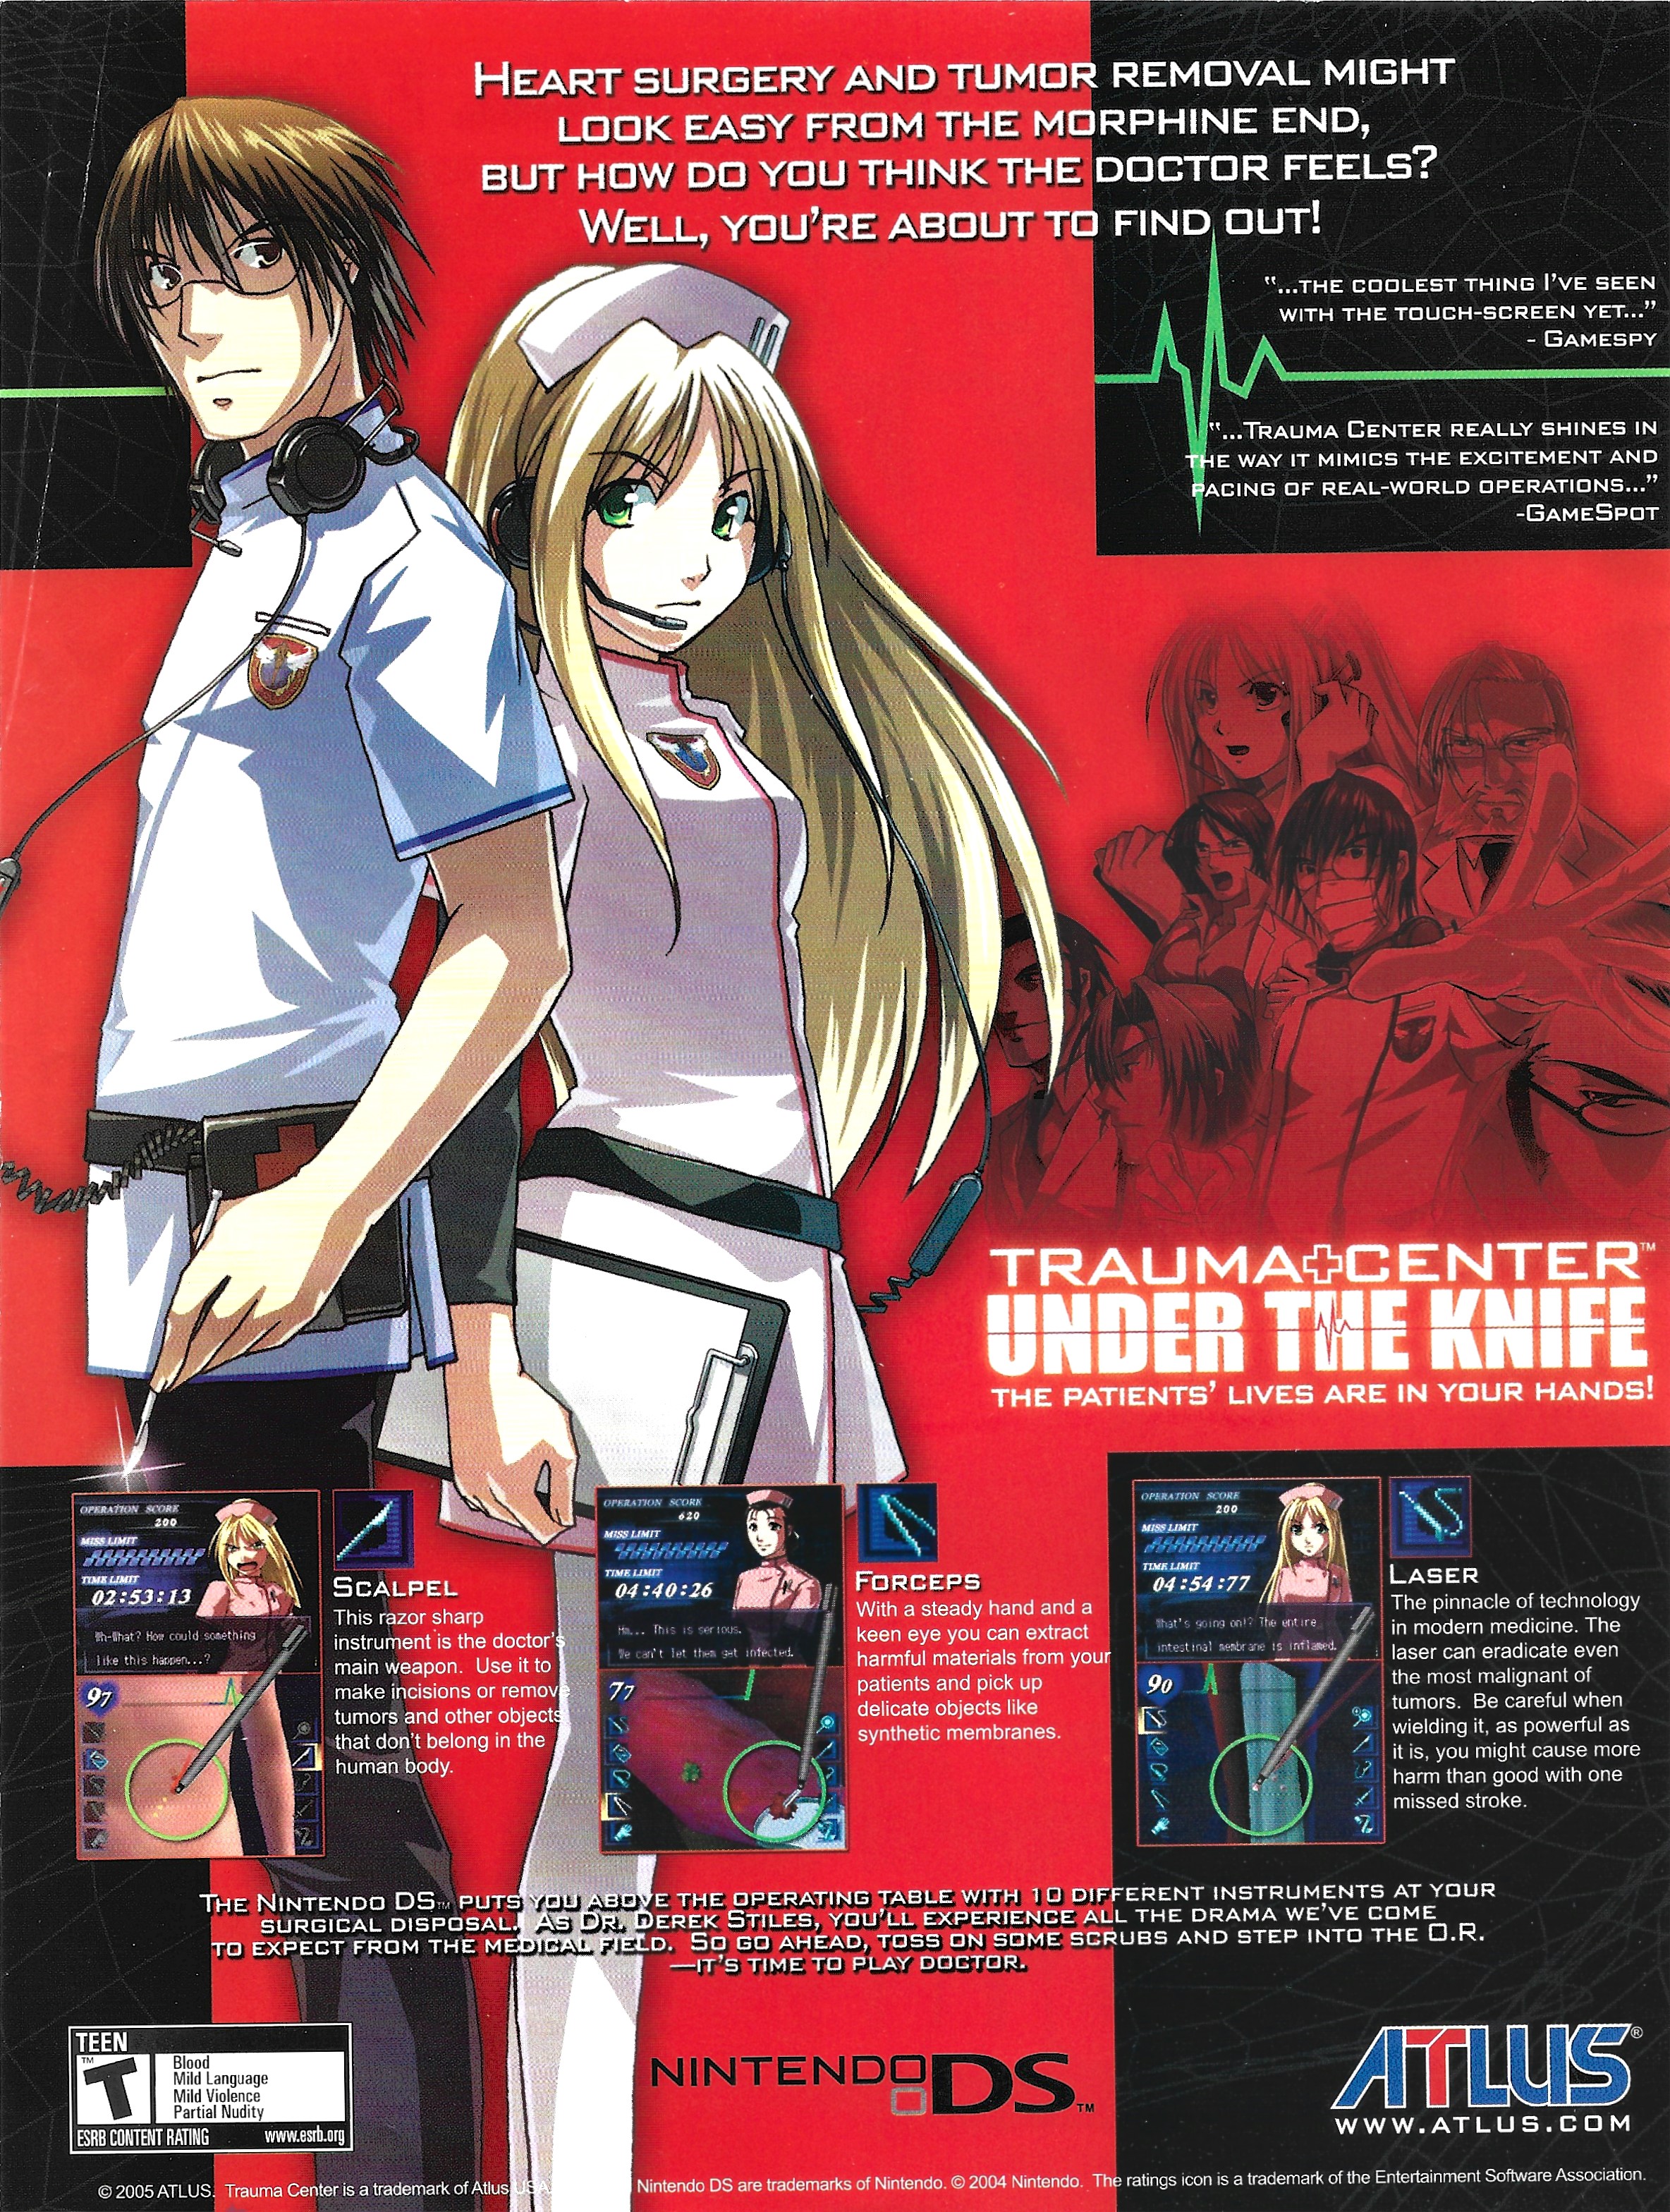 HEART SURGERY AND TUMOR REMOVAL MIGHT
LOOK EASY FROM THE MORPHINE END,
BUT HOW DO YOU THINK THE DOCTOR FEELS?
WELL, YOU'RE ABOUT TO FIND OUT!
"...THE COOLEST THING I'VE SEEN
WITH THE TOUCH-SCREEN YET..."
- GAMESPY
"...TRAUMA CENTER REALLY SHINES IN
THE WAY IT MIMICS THE EXCITEMENT AND
PACING OF REAL-WORLD OPERATIONS..."
-GAMESPOT
TRAUMA CENTER™
UNDER THE KNIFE
THE PATIENTS' LIVES ARE IN YOUR HANDS!
OPERATION SCORE
200
MISS LIMIT
TIME LIMIT
02:53:13
Wh-What? How could something
like this happen...?
97
SCALPEL
This razor sharp
instrument is the doctor's
main weapon. Use it to
make incisions or remove
tumors and other objects
that don't belong in the
human body.
OPERATION SCORE
620
MISS LIMIT
TIME LIMIT
04:40:26
Hm... This is serious.
We can't let them get infected.
77
FORCEPS
With a steady hand and a
keen eye you can extract
harmful materials from your
patients and pick up
delicate objects like
synthetic membranes.
OPERATION SCORE
200
MISS LIMIT
TIME LIMIT
04:54:77
What's going on!? The entire
intestinal membrane is inflamed.
90
LASER
The pinnacle of technology
in modern medicine. The
laser can eradicate even
the most malignant of
tumors. Be careful when
wielding it, as powerful as
it is, you might cause more
harm than good with one
missed stroke.
THE NINTENDO DS™ PUTS YOU ABOVE THE OPERATING TABLE WITH 10 DIFFERENT INSTRUMENTS AT YOUR
SURGICAL DISPOSAL. AS DR. DEREK STILES, YOU'LL EXPERIENCE ALL THE DRAMA WE'VE COME
TO EXPECT FROM THE MEDICAL FIELD. SO GO AHEAD, TOSS ON SOME SCRUBS AND STEP INTO THE O.R.
—IT'S TIME TO PLAY DOCTOR.
TEEN
T™
Blood
Mild Language
Mild Violence
Partial Nudity
ESRB CONTENT RATING www.esrb.org
NINTENDO DS™
ATLUS®
WWW.ATLUS.COM
© 2005 ATLUS. Trauma Center is a trademark of Atlus USA. Nintendo DS are trademarks of Nintendo. © 2004 Nintendo. The ratings icon is a trademark of the Entertainment Software Association.